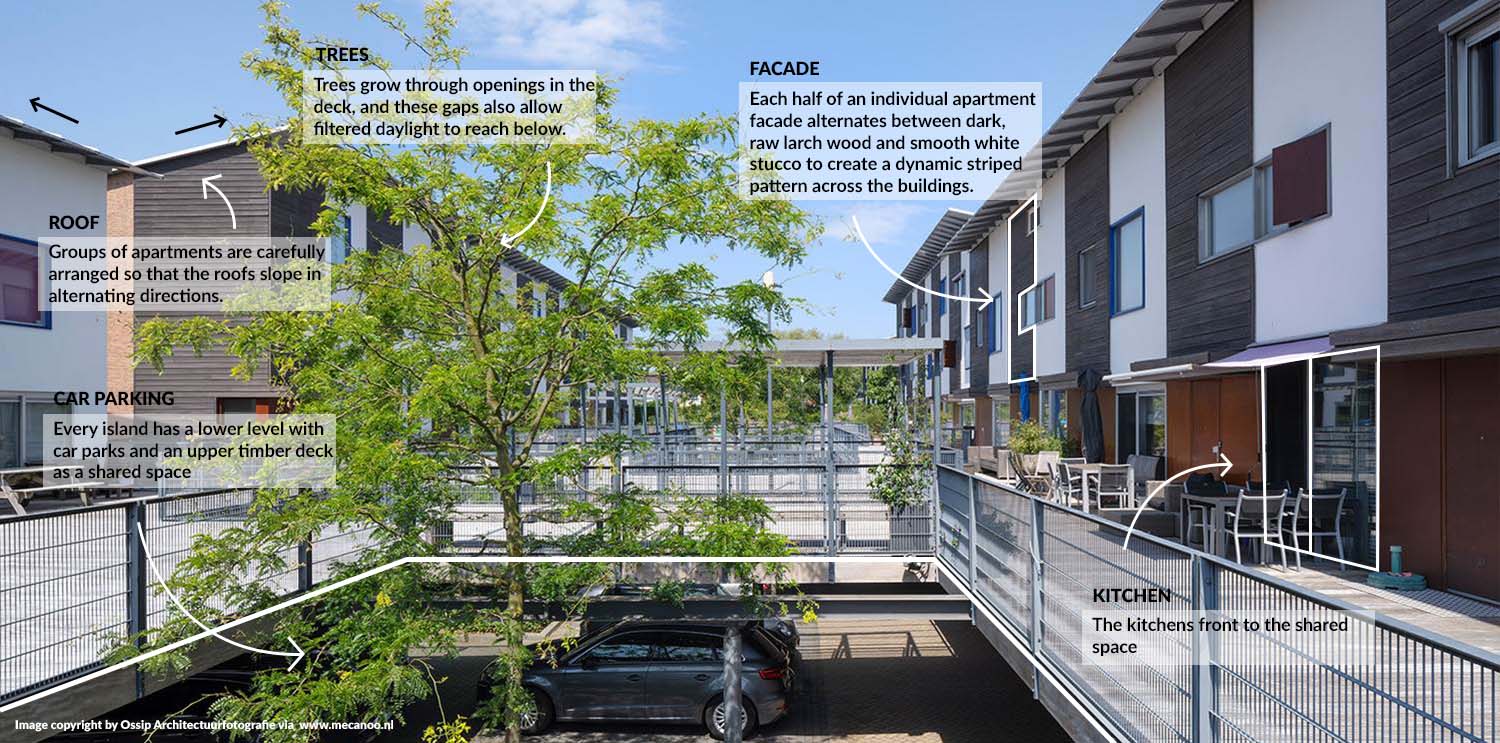 TREES
Trees grow through openings in the
deck, and these gaps also allow
filtered daylight to reach below.
FACADE
Each half of an individual apartment
facade alternates between dark,
raw larch wood and smooth white
stucco to create a dynamic striped
pattern across the buildings.
ROOF
Groups of apartments are carefully
arranged so that the roofs slope in
alternating directions.
CAR PARKING
Every island has a lower level with
car parks and an upper timber deck
as a shared space
KITCHEN
The kitchens front to the shared
space
Image copyright by Ossip Architectuurfotografie via www.mecanoo.nl